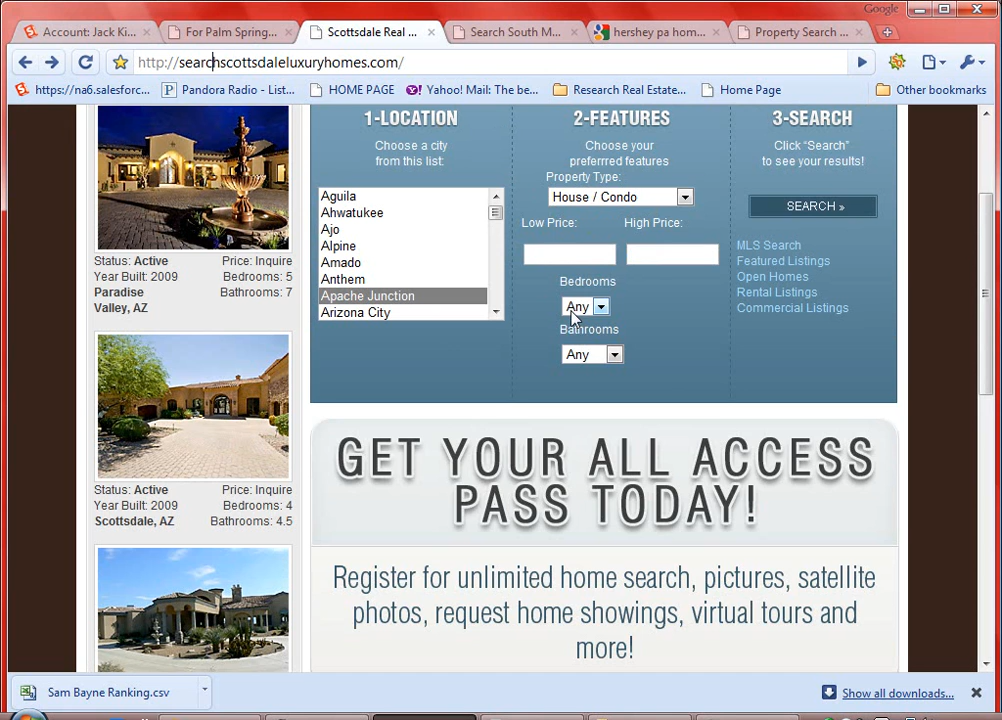 Google
Account: Jack Ki...
For Palm Spring...
Scottsdale Real ...
Search South M...
hershey pa hom...
Property Search ...
http://searchscottsdaleluxuryhomes.com/
https://na6.salesforc...
Pandora Radio - List...
HOME PAGE
Yahoo! Mail: The be...
Research Real Estate...
Home Page
Other bookmarks
Status: Active
Price: Inquire
Year Built: 2009
Bedrooms: 5
Paradise
Bathrooms: 7
Valley, AZ
Status: Active
Price: Inquire
Year Built: 2009
Bedrooms: 4
Scottsdale, AZ
Bathrooms: 4.5
1-LOCATION
Choose a city
from this list:
Aguila
Ahwatukee
Ajo
Alpine
Amado
Anthem
Apache Junction
Arizona City
2-FEATURES
Choose your
preferrred features
Property Type:
House / Condo
Low Price:
High Price:
Bedrooms
Any
Bathrooms
Any
3-SEARCH
Click “Search”
to see your results!
SEARCH »
MLS Search
Featured Listings
Open Homes
Rental Listings
Commercial Listings
GET YOUR ALL ACCESS
PASS TODAY!
Register for unlimited home search, pictures, satellite
photos, request home showings, virtual tours and
more!
Sam Bayne Ranking.csv
Show all downloads...